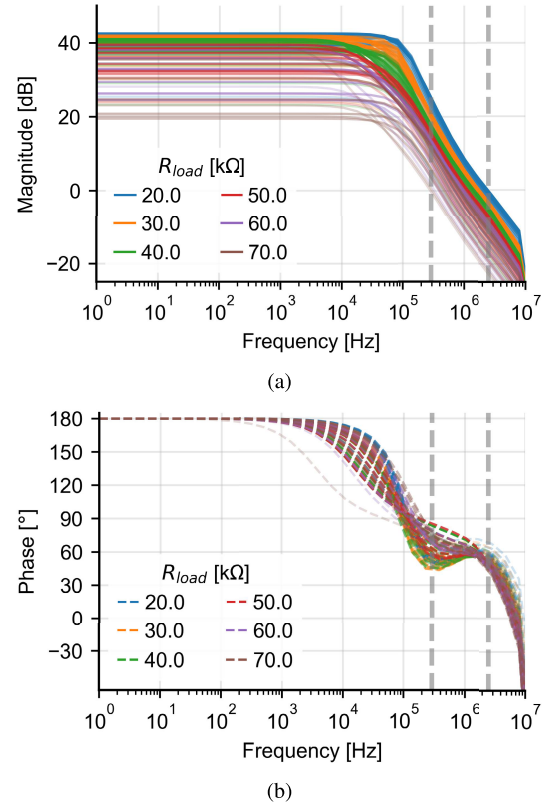 40
20
0
−20
Magnitude [dB]
R_load [kΩ]
20.0 50.0
30.0 60.0
40.0 70.0
10^0 10^1 10^2 10^3 10^4 10^5 10^6 10^7
Frequency [Hz]
(a)
180
150
120
90
60
30
0
−30
Phase [°]
R_load [kΩ]
20.0 50.0
30.0 60.0
40.0 70.0
10^0 10^1 10^2 10^3 10^4 10^5 10^6 10^7
Frequency [Hz]
(b)